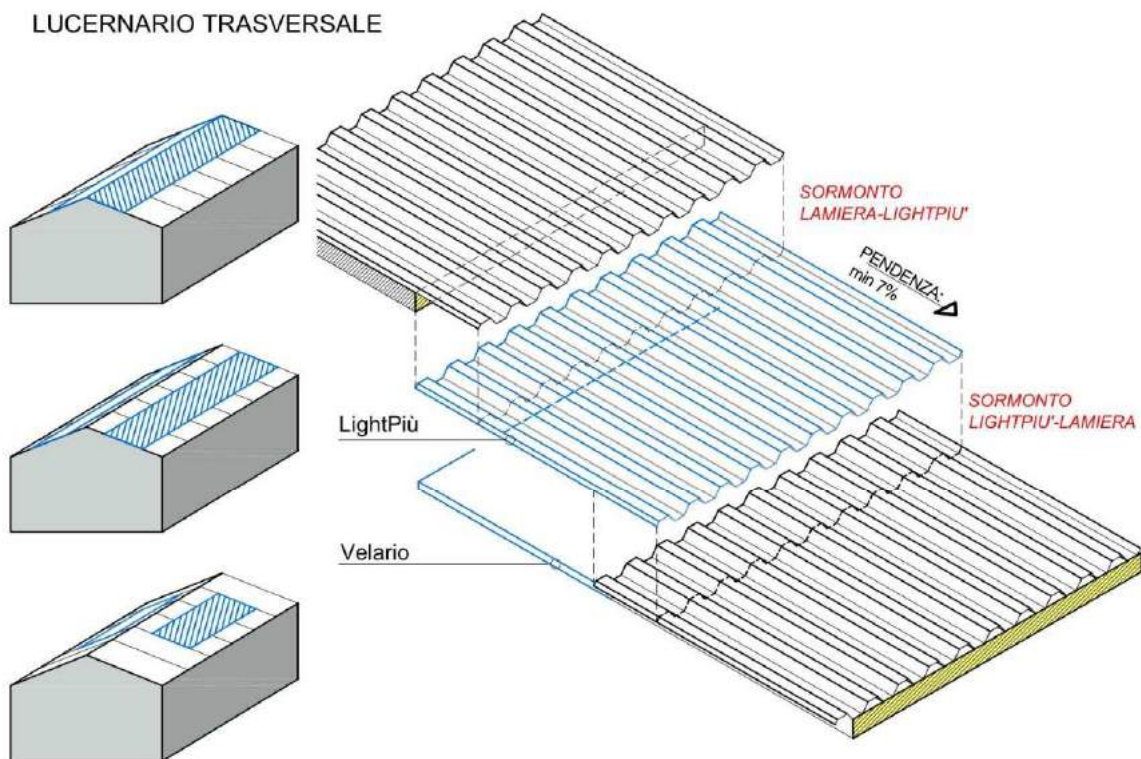 LUCERNARIO TRASVERSALE
SORMONTO
LAMIERA-LIGHTPIU'
PENDENZA:
min 7%
SORMONTO
LIGHTPIU'-LAMIERA
LightPiù
Velario